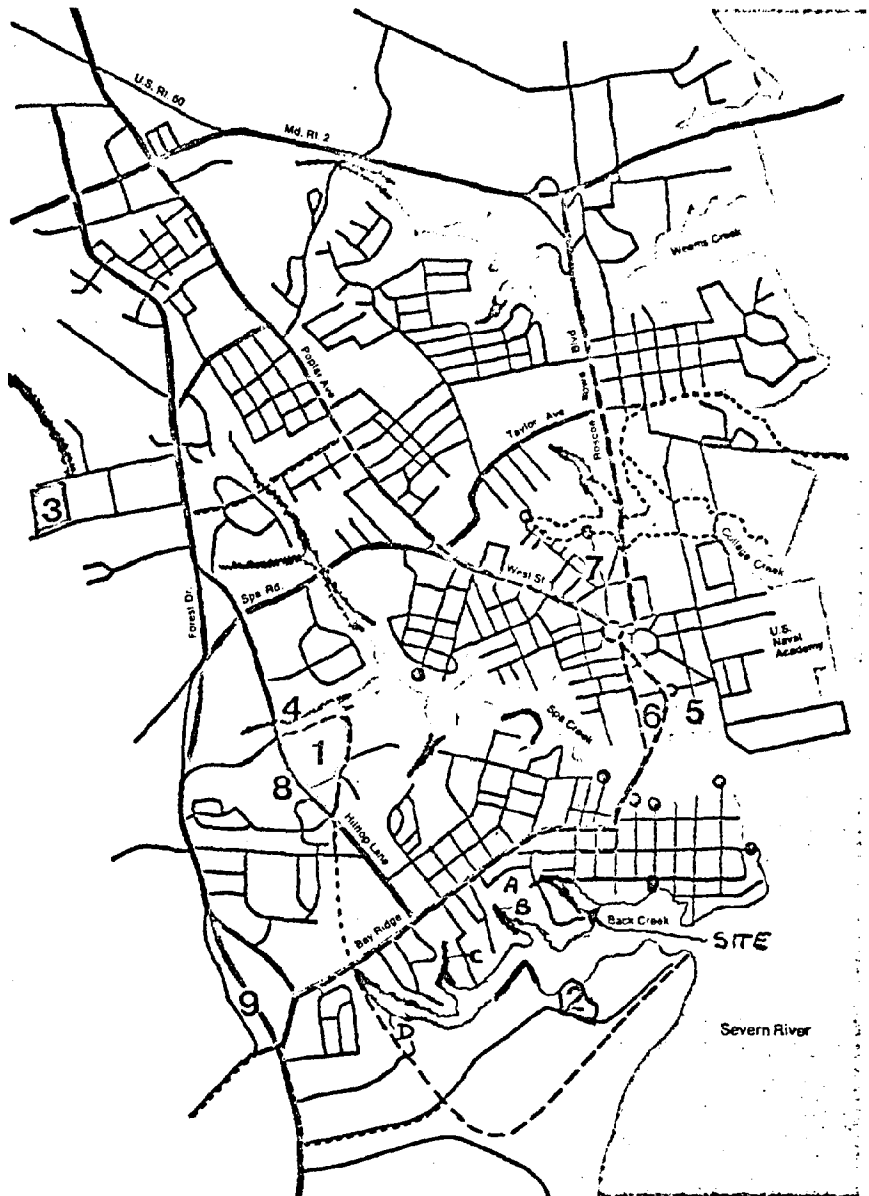 U.S. Rt. 50
Md. Rt. 2
Weems Creek
Poplar Ave
Roscoe Rowe Blvd
Taylor Ave
3
College Creek
7
West St
Spa Rd.
Forest Dr.
U.S.
Naval
Academy
4
6
5
Spa Creek
1
8
Hilltop Lane
A
B
Back Creek
SITE
Bay Ridge
C
9
D
Severn River